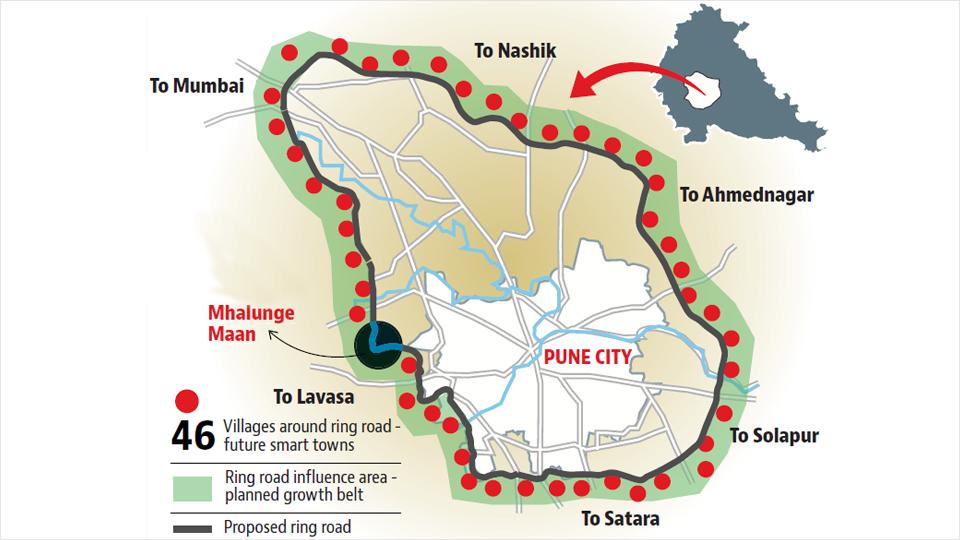 To Nashik
To Mumbai
To Ahmednagar
Mhalunge
Maan
PUNE CITY
To Lavasa
To Solapur
To Satara
46 Villages around ring road -
future smart towns
Ring road influence area -
planned growth belt
Proposed ring road